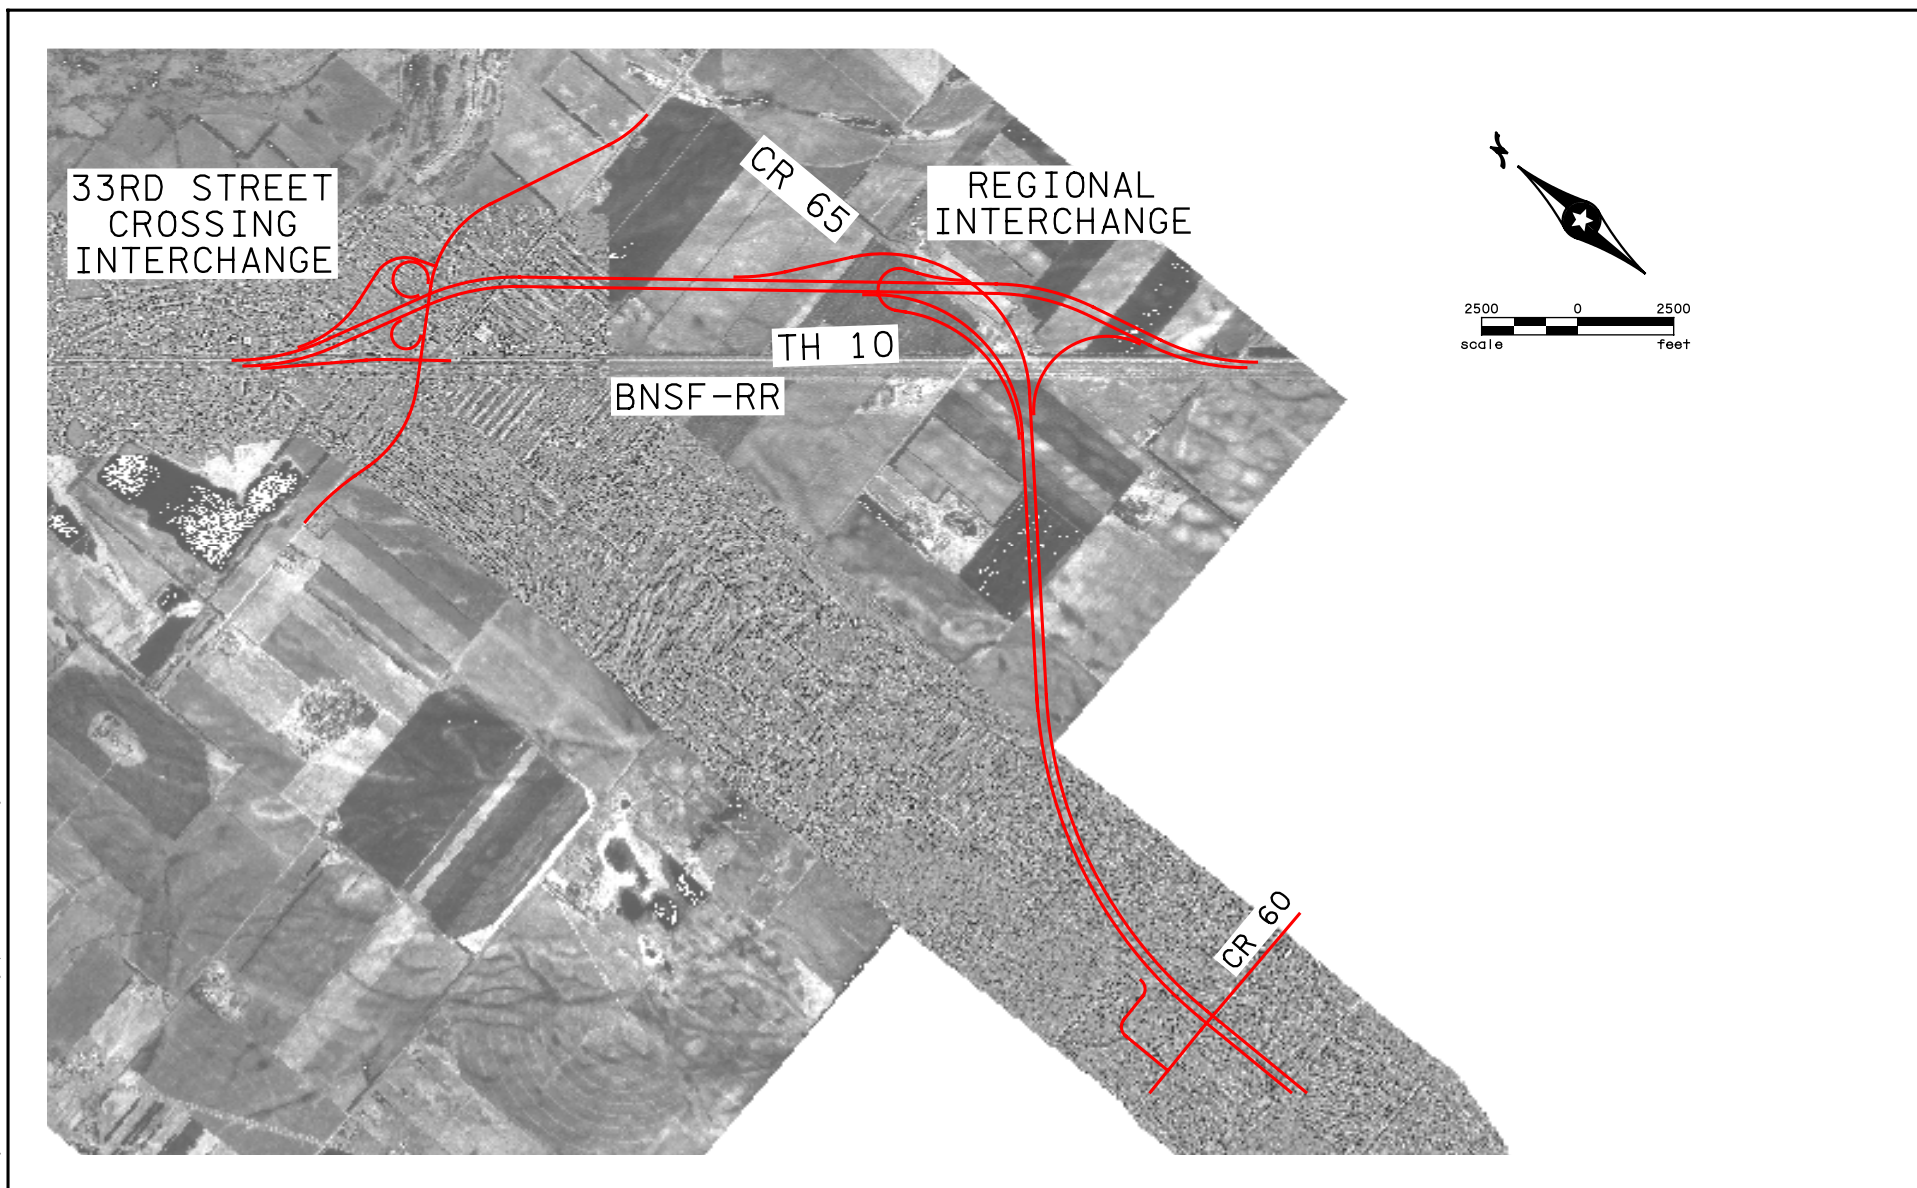 33RD STREET
CROSSING
INTERCHANGE
CR 65
REGIONAL
INTERCHANGE
N
2500 0 2500
scale feet
TH 10
BNSF-RR
CR 60